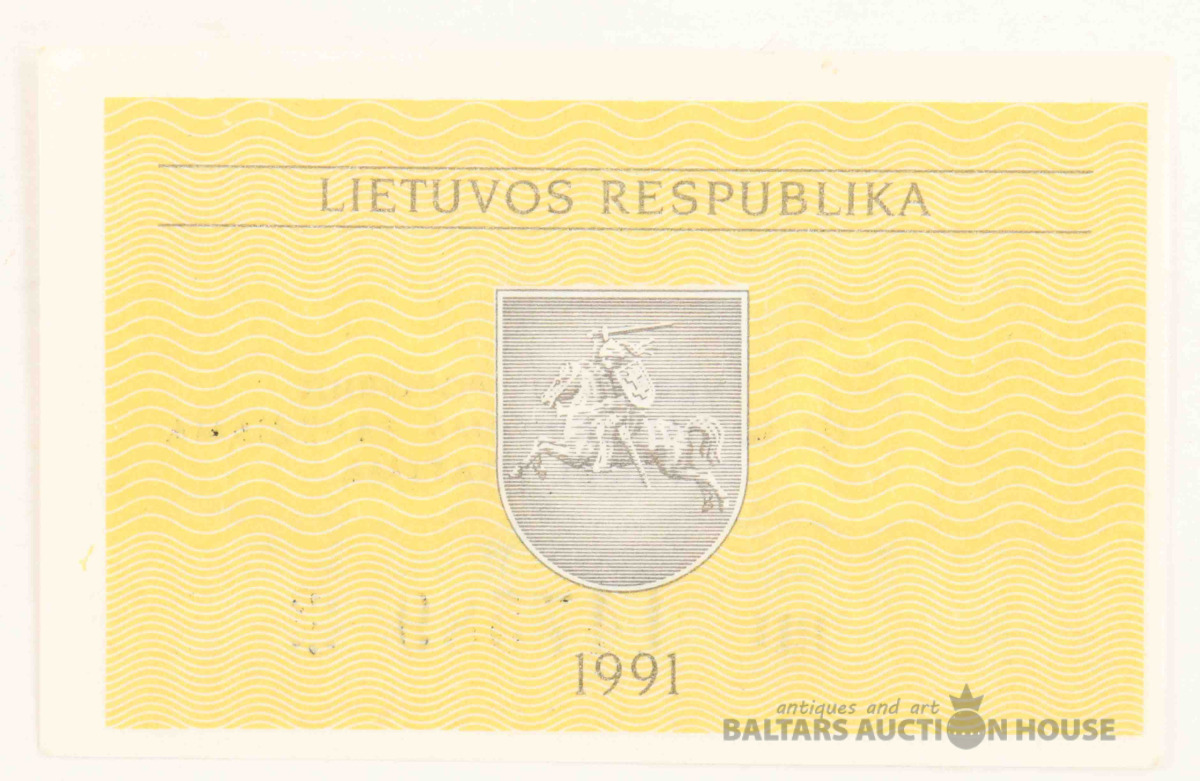 LIETUVOS RESPUBLIKA
1991
antiques and art
BALTARS AUCTION HOUSE